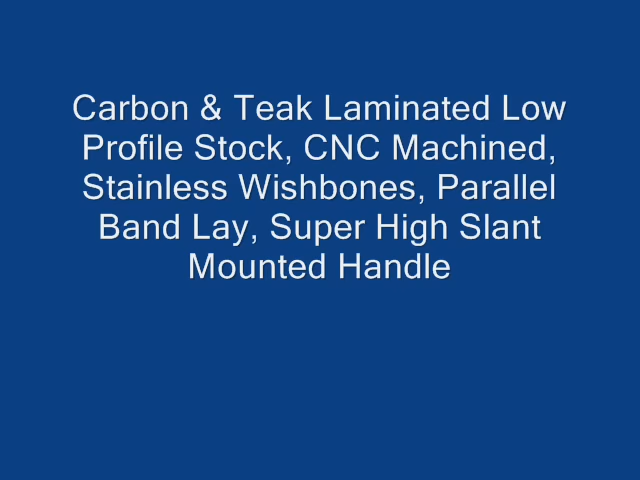 Carbon & Teak Laminated Low
Profile Stock, CNC Machined,
Stainless Wishbones, Parallel
Band Lay, Super High Slant
Mounted Handle